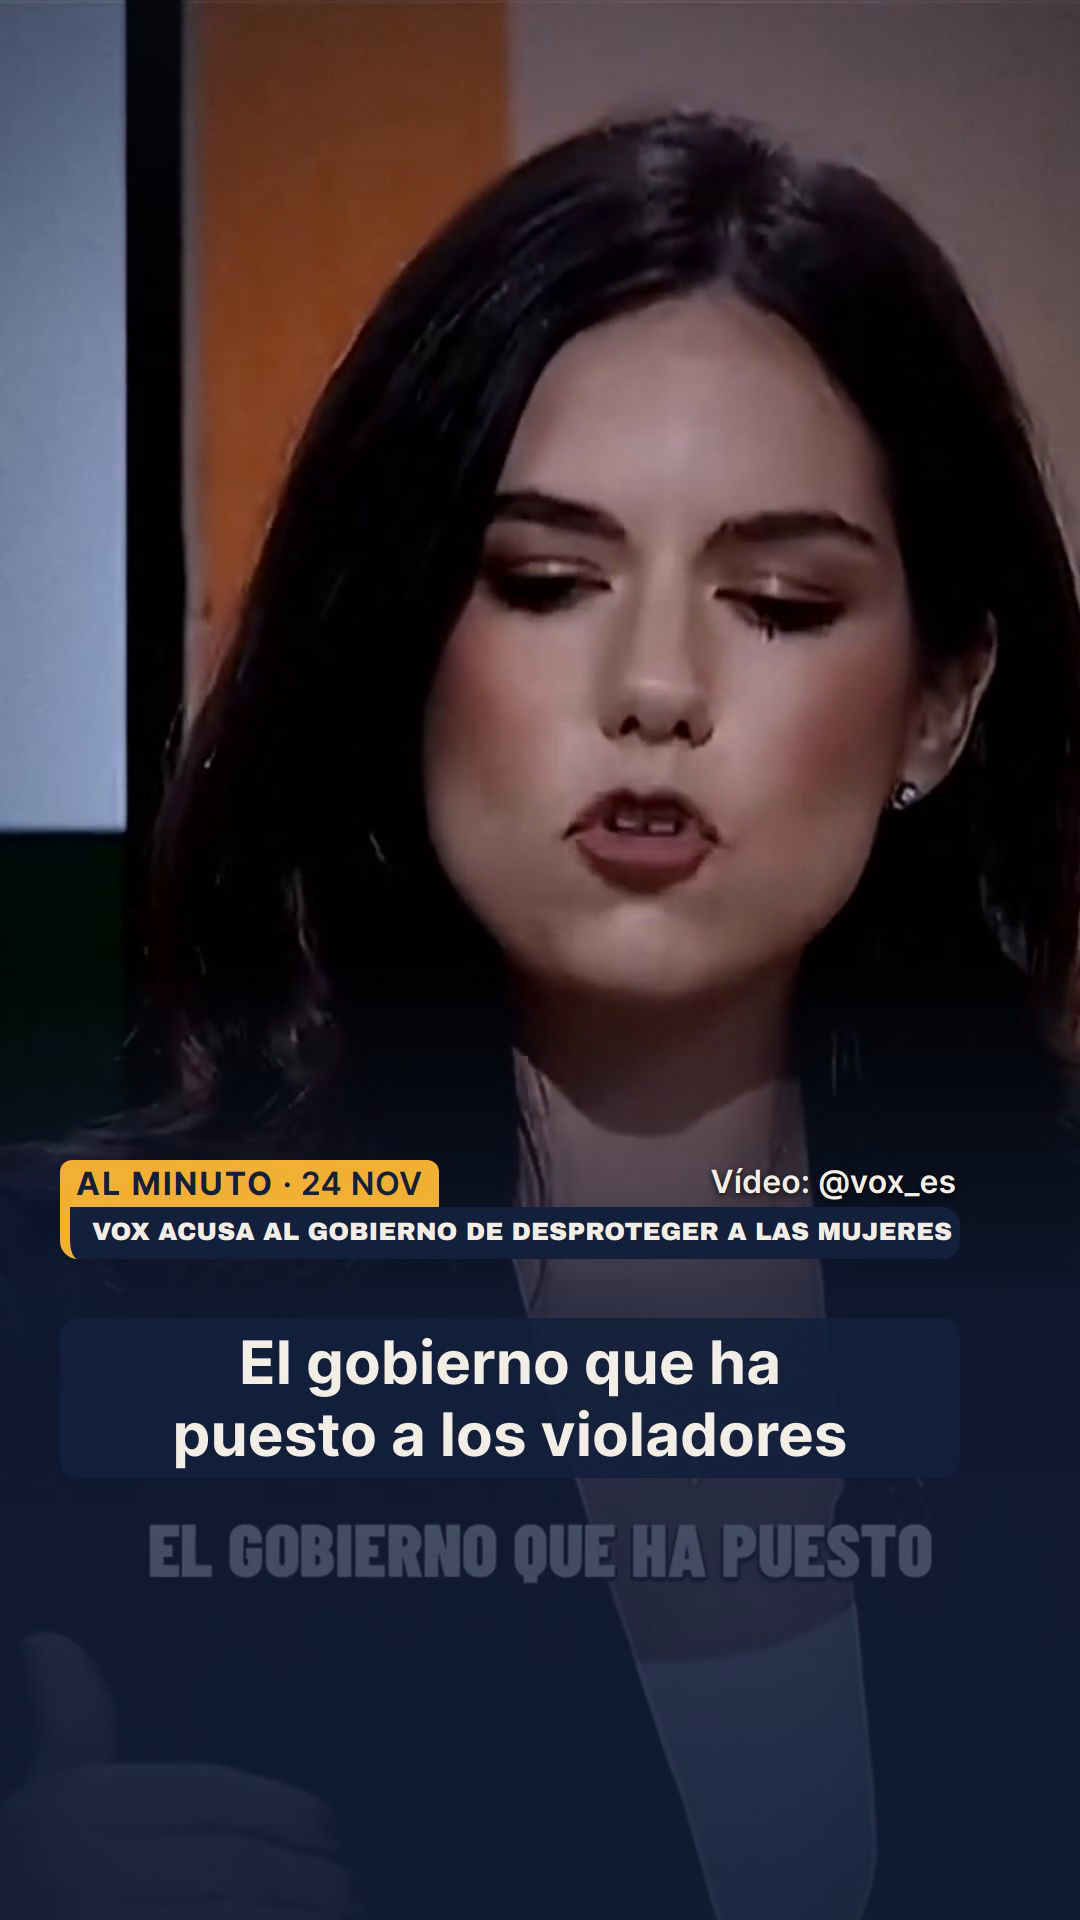 AL MINUTO · 24 NOV
Vídeo: @vox_es
VOX ACUSA AL GOBIERNO DE DESPROTEGER A LAS MUJERES
El gobierno que ha
puesto a los violadores
EL GOBIERNO QUE HA PUESTO